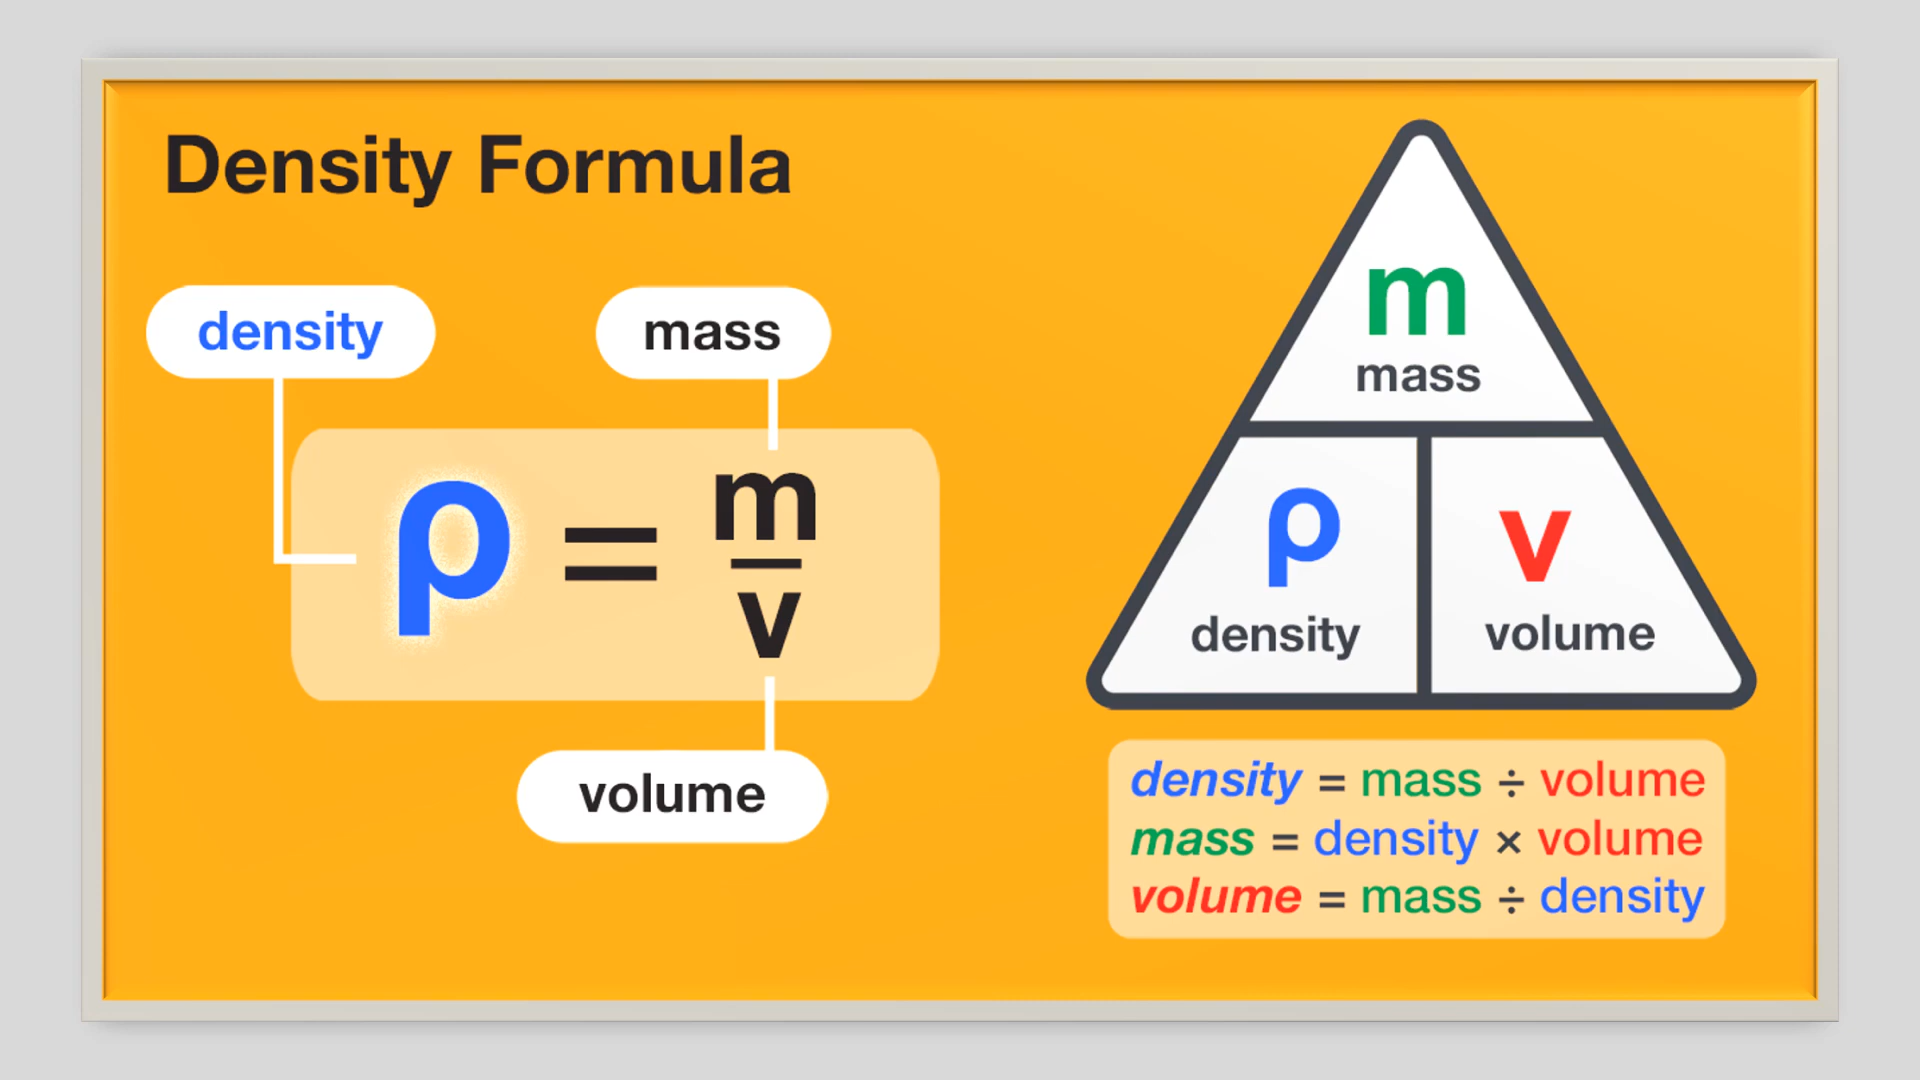 Density Formula
density
mass
ρ = m
v
volume
m
mass
ρ
density
v
volume
density = mass ÷ volume
mass = density × volume
volume = mass ÷ density